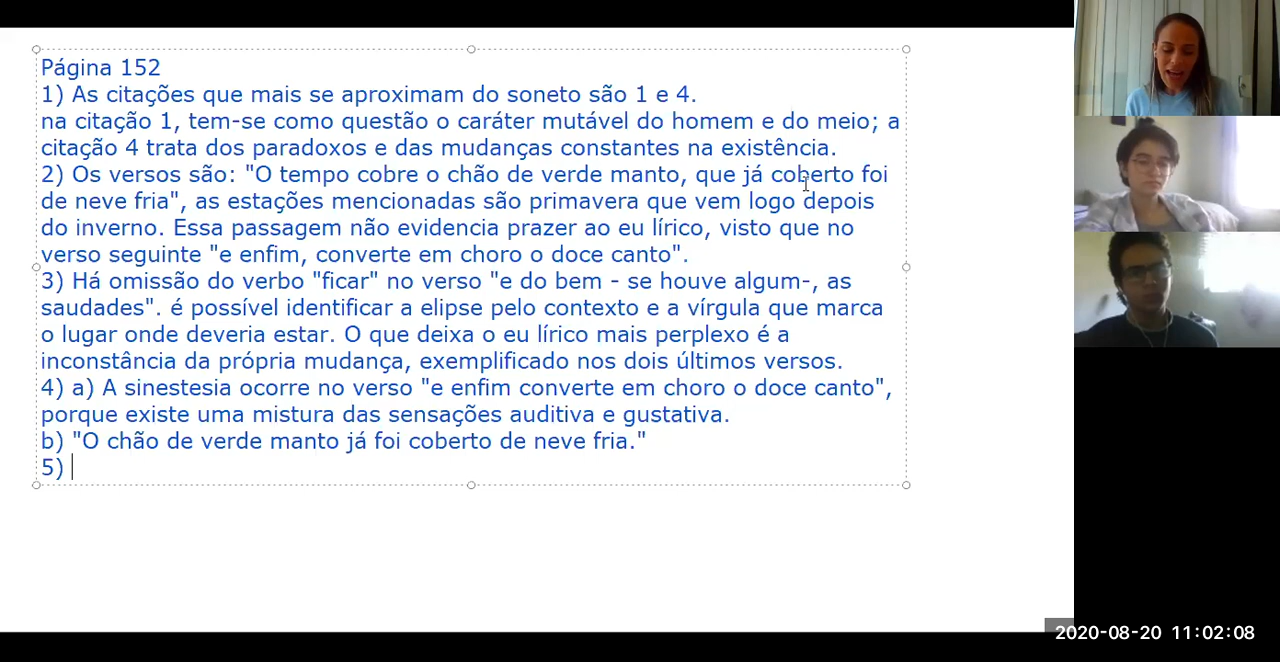 Página 152
1) As citações que mais se aproximam do soneto são 1 e 4.
na citação 1, tem-se como questão o caráter mutável do homem e do meio; a
citação 4 trata dos paradoxos e das mudanças constantes na existência.
2) Os versos são: "O tempo cobre o chão de verde manto, que já coberto foi
de neve fria", as estações mencionadas são primavera que vem logo depois
do inverno. Essa passagem não evidencia prazer ao eu lírico, visto que no
verso seguinte "e enfim, converte em choro o doce canto".
3) Há omissão do verbo "ficar" no verso "e do bem - se houve algum-, as
saudades". é possível identificar a elipse pelo contexto e a vírgula que marca
o lugar onde deveria estar. O que deixa o eu lírico mais perplexo é a
inconstância da própria mudança, exemplificado nos dois últimos versos.
4) a) A sinestesia ocorre no verso "e enfim converte em choro o doce canto",
porque existe uma mistura das sensações auditiva e gustativa.
b) "O chão de verde manto já foi coberto de neve fria."
5)
2020-08-20 11:02:08